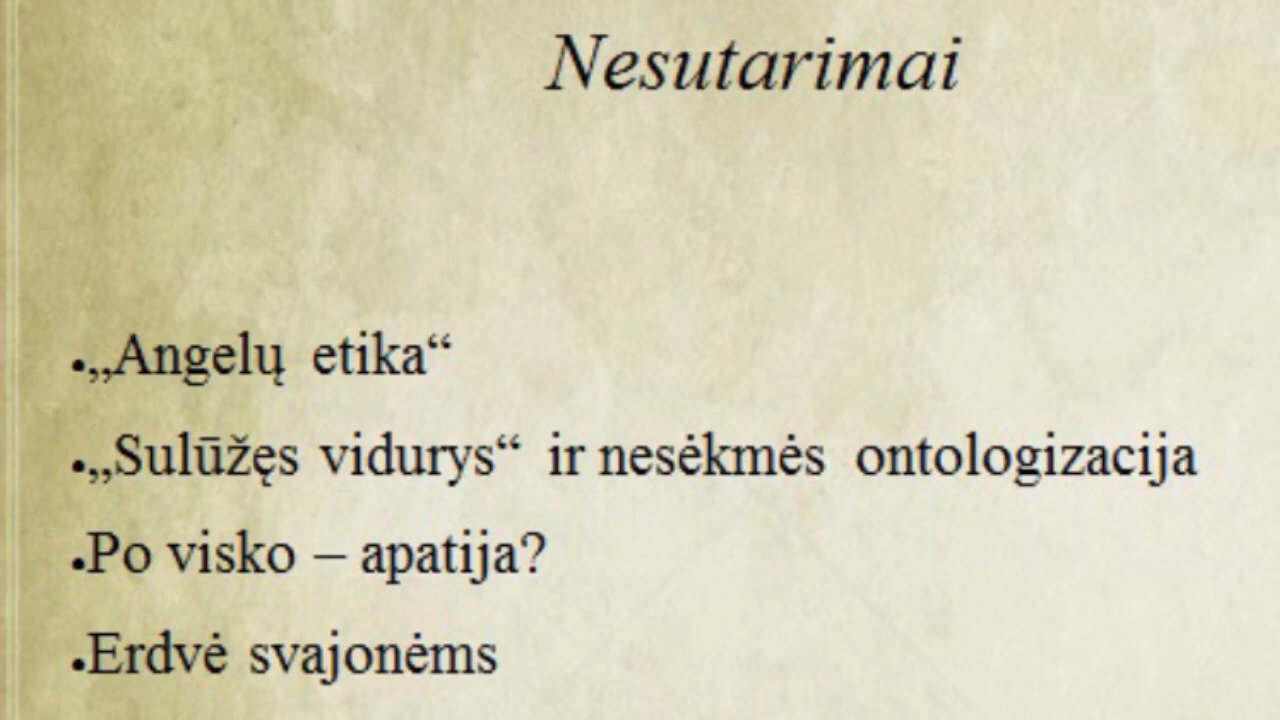 Nesutarimai
•„Angelų etika“
•„Sulūžęs vidurys“ ir nesėkmės ontologizacija
•Po visko – apatija?
•Erdvė svajonėms